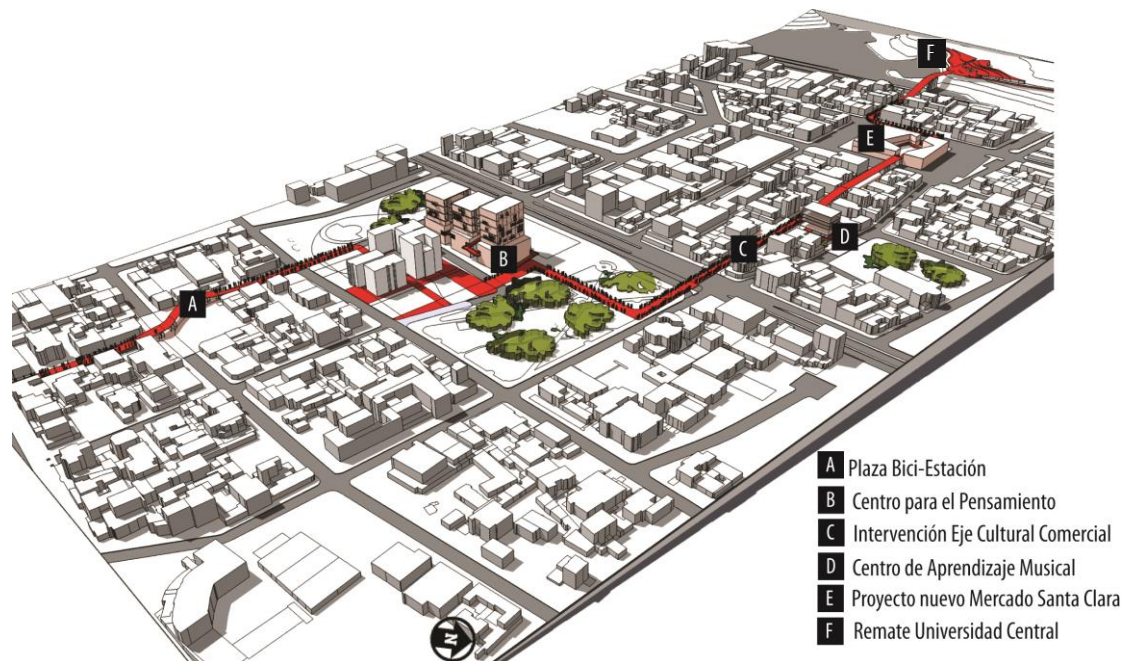 F
E
D
C
B
A
N
A Plaza Bici-Estación
B Centro para el Pensamiento
C Intervención Eje Cultural Comercial
D Centro de Aprendizaje Musical
E Proyecto nuevo Mercado Santa Clara
F Remate Universidad Central